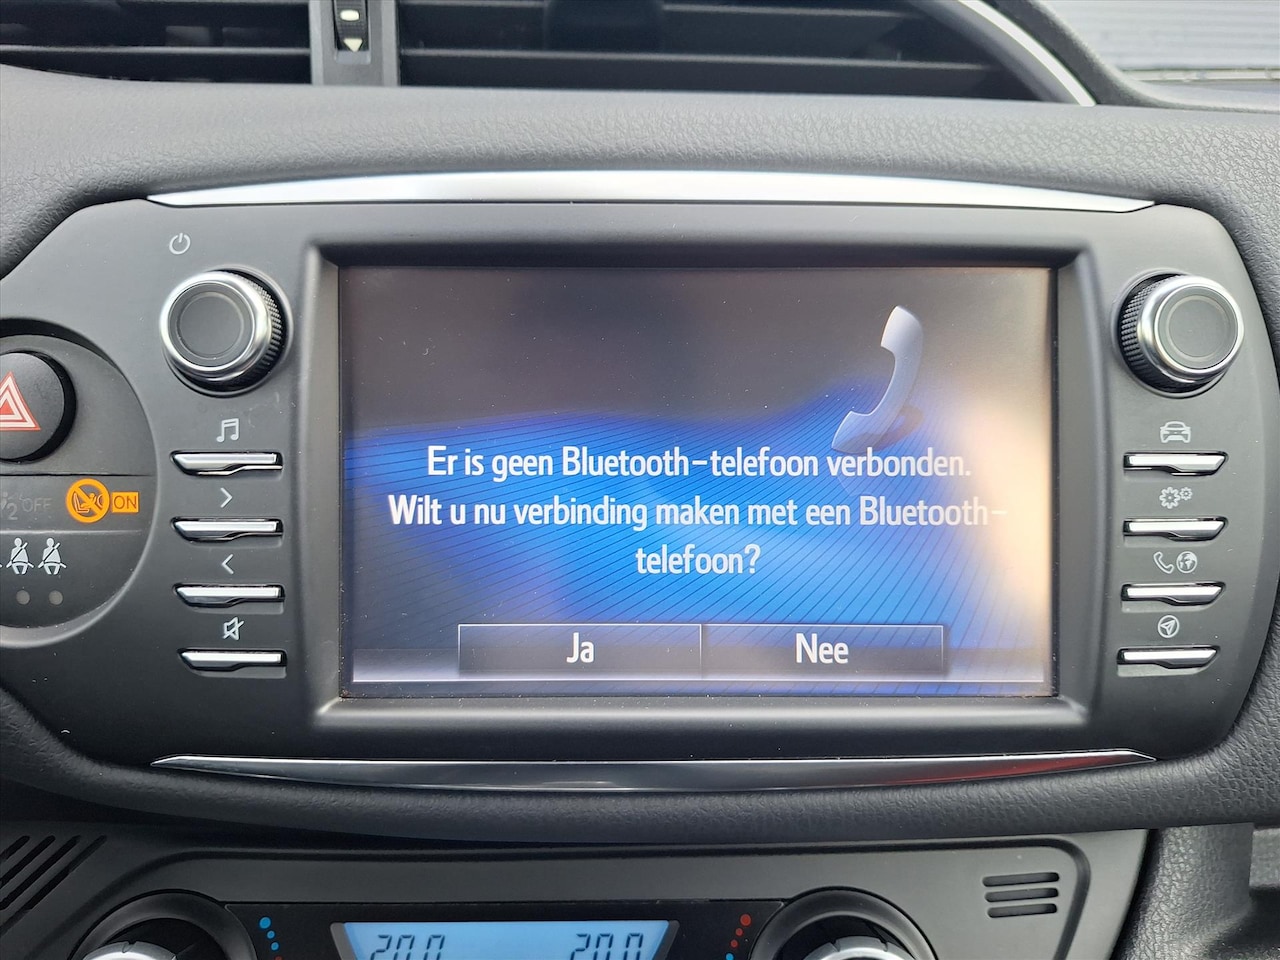 Er is geen Bluetooth-telefoon verbonden.
Wilt u nu verbinding maken met een Bluetooth-
telefoon?
Ja
Nee
2 OFF
ON
20.0
20.0